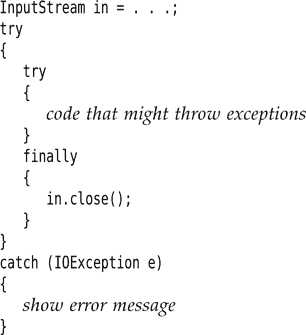 InputStream in = . . .;
try
{
try
{
code that might throw exceptions
}
finally
{
in.close();
}
}
catch (IOException e)
{
show error message
}